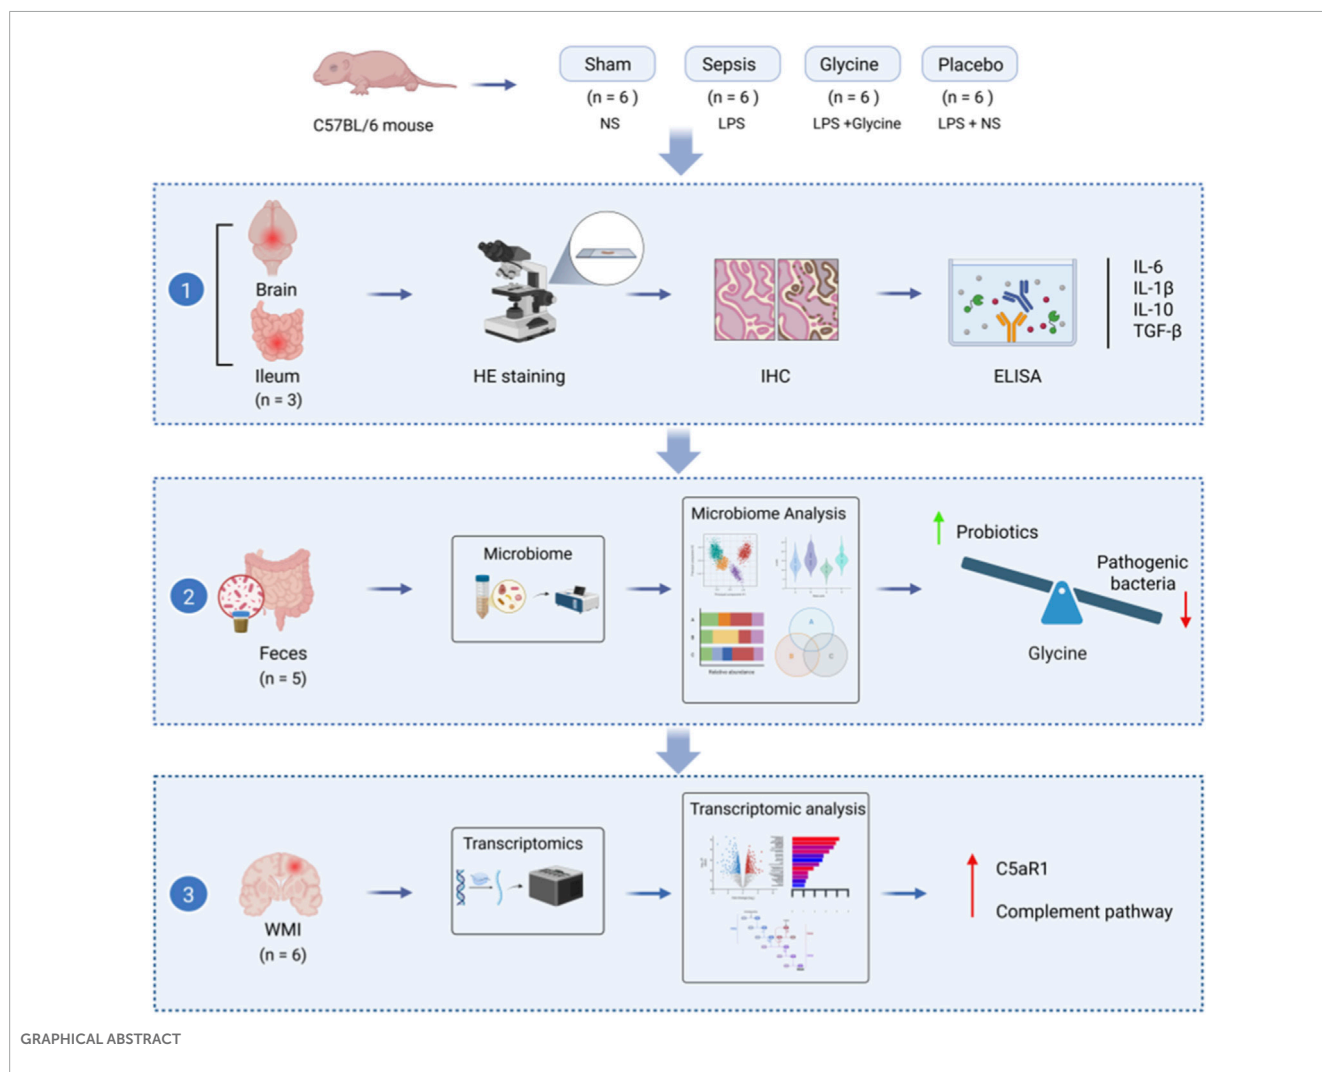 C57BL/6 mouse
Sham
(n = 6 )
NS
Sepsis
(n = 6 )
LPS
Glycine
(n = 6 )
LPS +Glycine
Placebo
(n = 6 )
LPS + NS
1
Brain
Ileum
(n = 3)
HE staining
IHC
ELISA
IL-6
IL-1β
IL-10
TGF-β
2
Feces
(n = 5)
Microbiome
Microbiome Analysis
A
B
C
Relative abundance
A
B
C
Probiotics
Pathogenic
bacteria
Glycine
3
WMI
(n = 6)
Transcriptomics
Transcriptomic analysis
C5aR1
Complement pathway
GRAPHICAL ABSTRACT